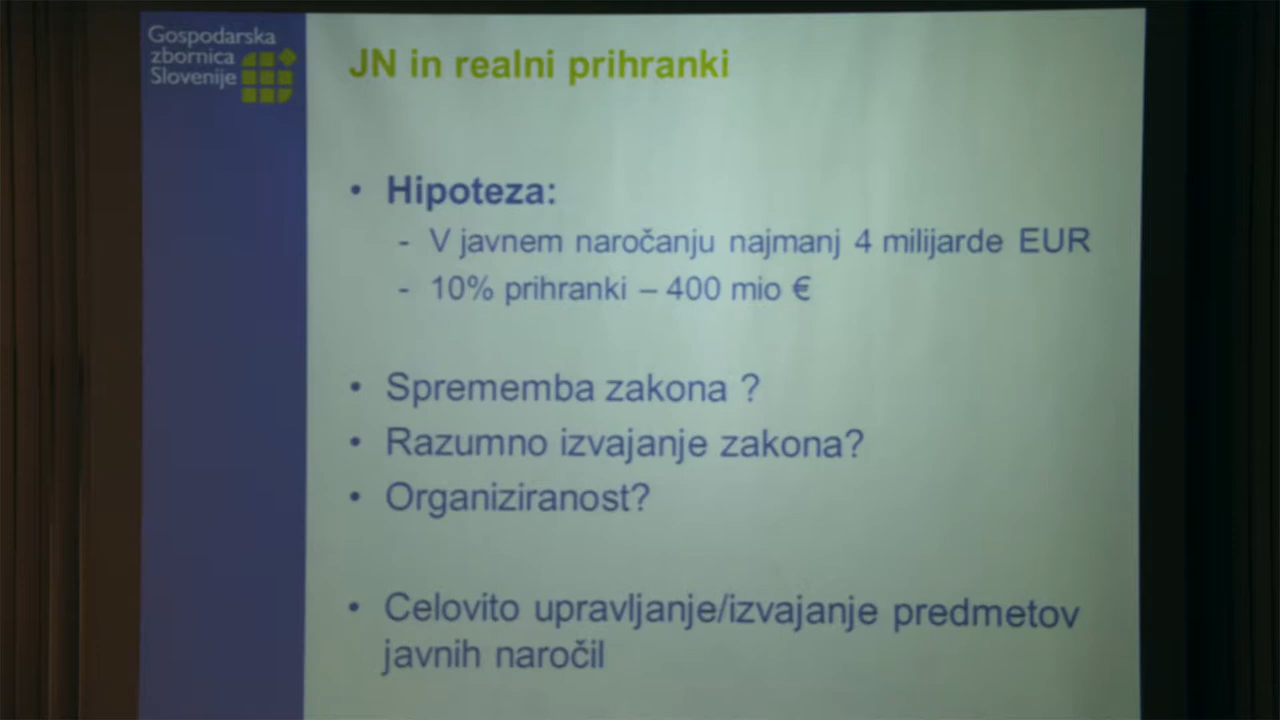 Gospodarska
zbornica
Slovenije
JN in realni prihranki
• Hipoteza:
- V javnem naročanju najmanj 4 milijarde EUR
- 10% prihranki – 400 mio €
• Sprememba zakona ?
• Razumno izvajanje zakona?
• Organiziranost?
• Celovito upravljanje/izvajanje predmetov
javnih naročil